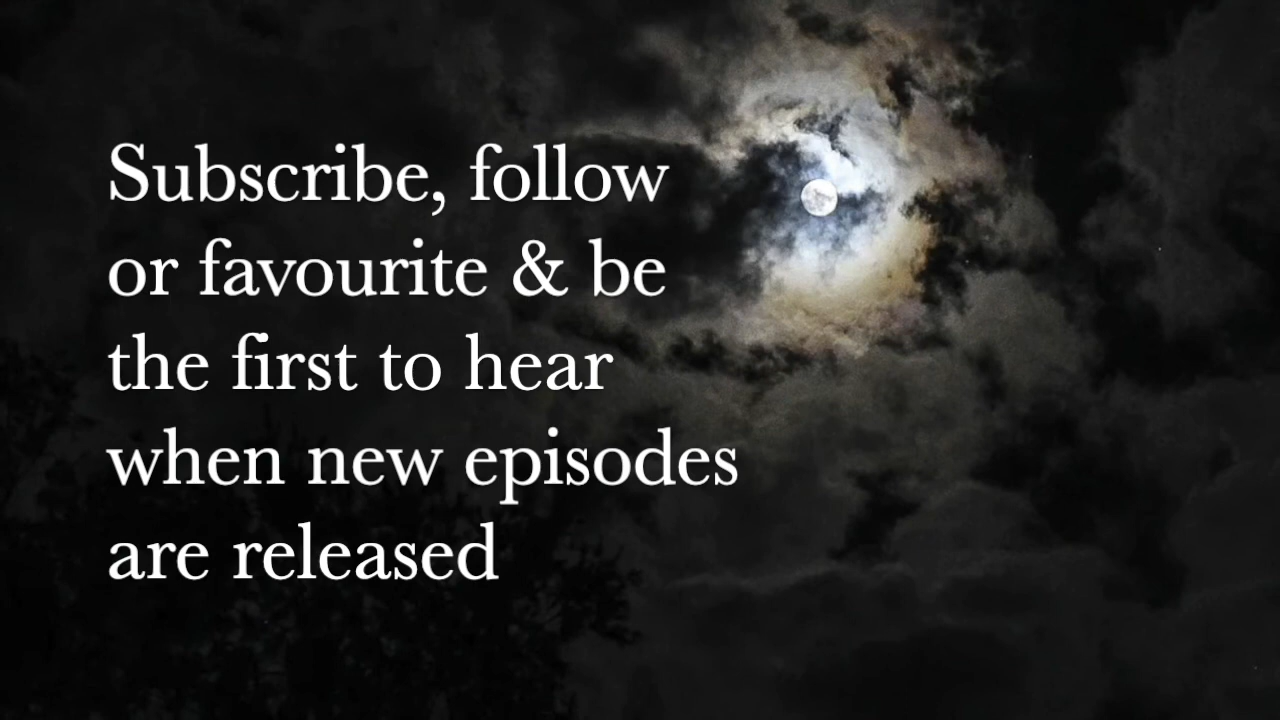 Subscribe, follow
or favourite & be
the first to hear
when new episodes
are released